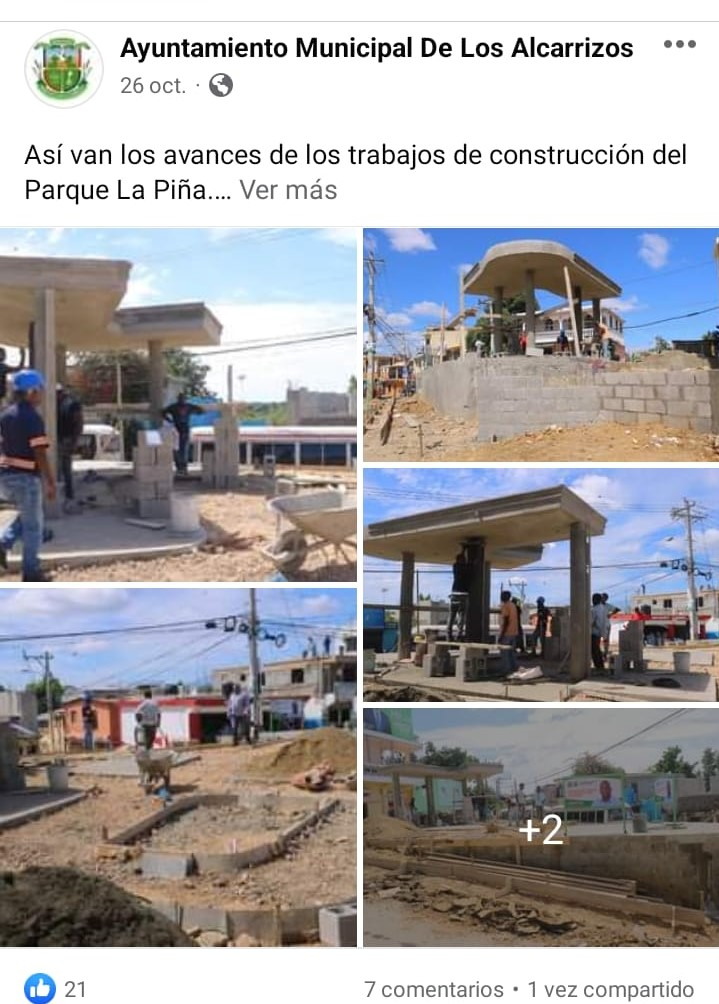 Ayuntamiento Municipal De Los Alcarrizos
26 oct. ·
Así van los avances de los trabajos de construcción del
Parque La Piña.... Ver más
+2
21
7 comentarios • 1 vez compartido